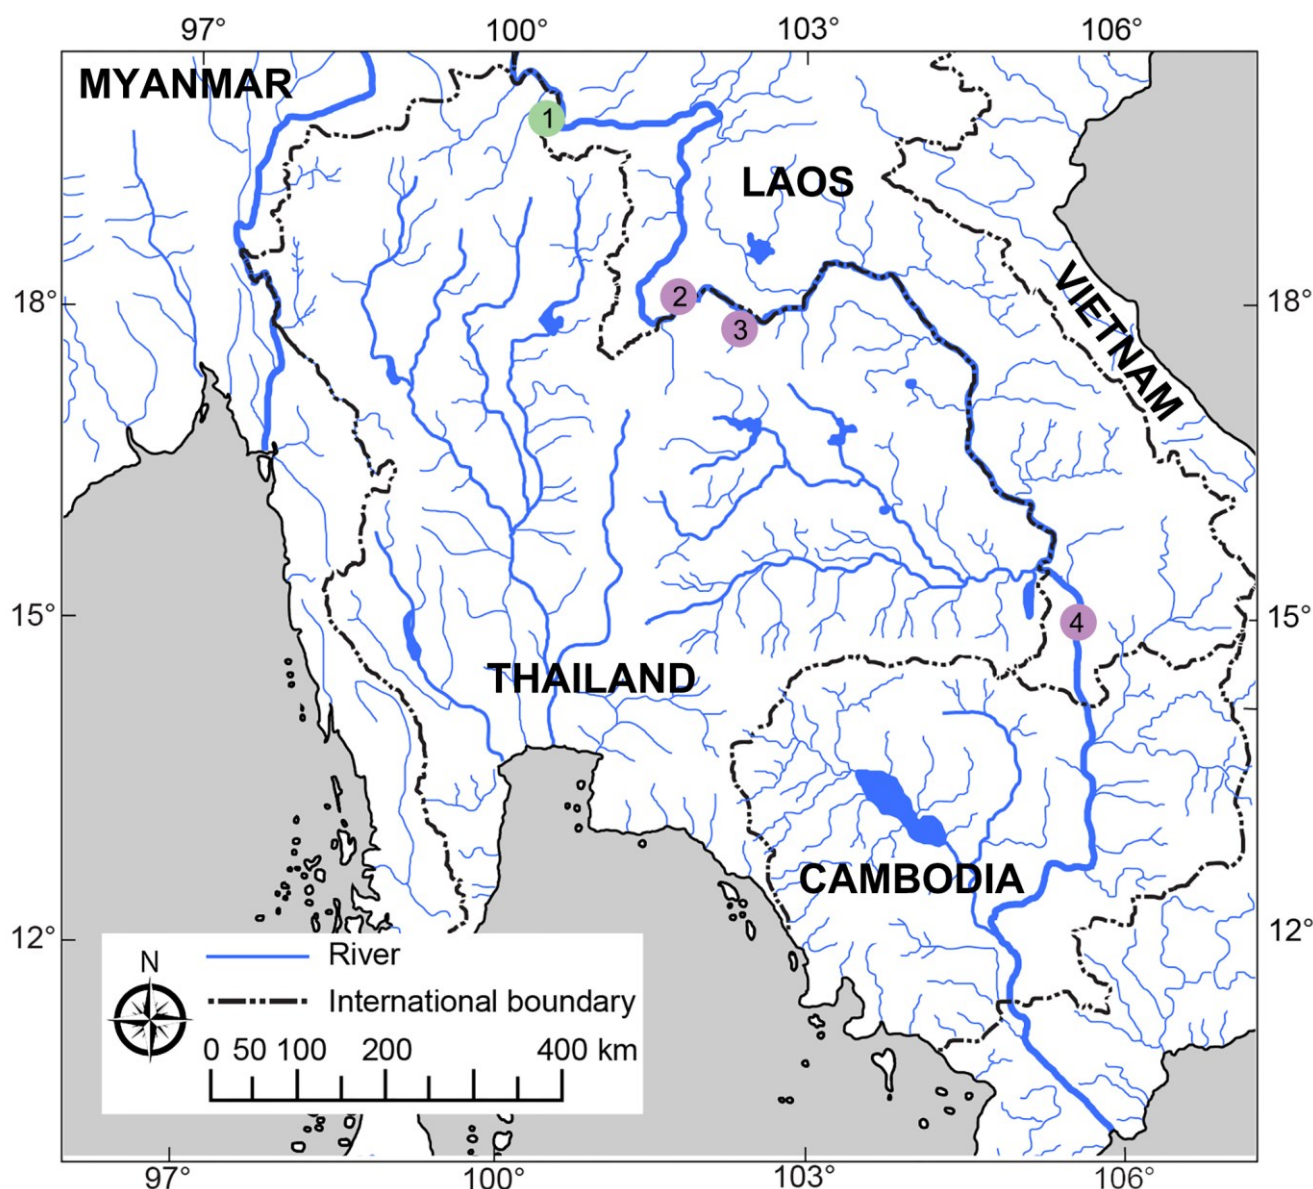 97° 100° 103° 106°
MYANMAR
1
LAOS
VIETNAM
2
18° 18°
3
15° 15°
4
THAILAND
CAMBODIA
12° 12°
N
River
International boundary
0 50 100 200 400 km
97° 100° 103° 106°